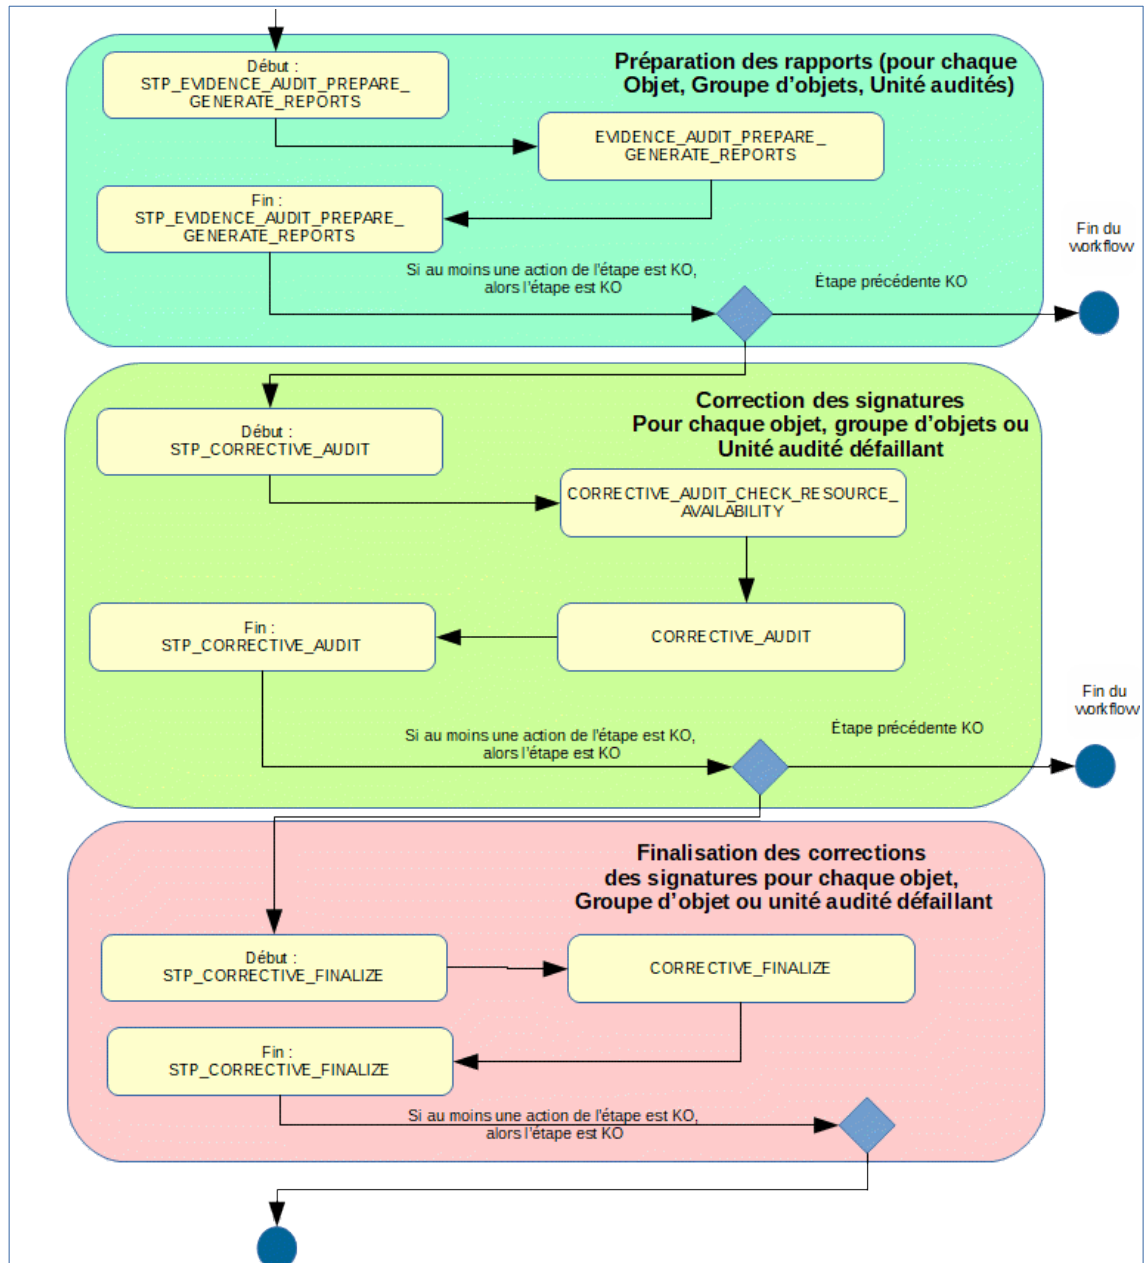 Préparation des rapports (pour chaque
Objet, Groupe d'objets, Unité audités)
Début :
STP_EVIDENCE_AUDIT_PREPARE_
GENERATE_REPORTS
EVIDENCE_AUDIT_PREPARE_
GENERATE_REPORTS
Fin :
STP_EVIDENCE_AUDIT_PREPARE_
GENERATE_REPORTS
Si au moins une action de l'étape est KO,
alors l'étape est KO
Étape précédente KO
Fin du
workflow
Correction des signatures
Pour chaque objet, groupe d'objets ou
Unité audité défaillant
Début :
STP_CORRECTIVE_AUDIT
CORRECTIVE_AUDIT_CHECK_RESOURCE_
AVAILABILITY
CORRECTIVE_AUDIT
Fin :
STP_CORRECTIVE_AUDIT
Si au moins une action de l'étape est KO,
alors l'étape est KO
Étape précédente KO
Fin du
workflow
Finalisation des corrections
des signatures pour chaque objet,
Groupe d'objet ou unité audité défaillant
Début :
STP_CORRECTIVE_FINALIZE
CORRECTIVE_FINALIZE
Fin :
STP_CORRECTIVE_FINALIZE
Si au moins une action de l'étape est KO,
alors l'étape est KO